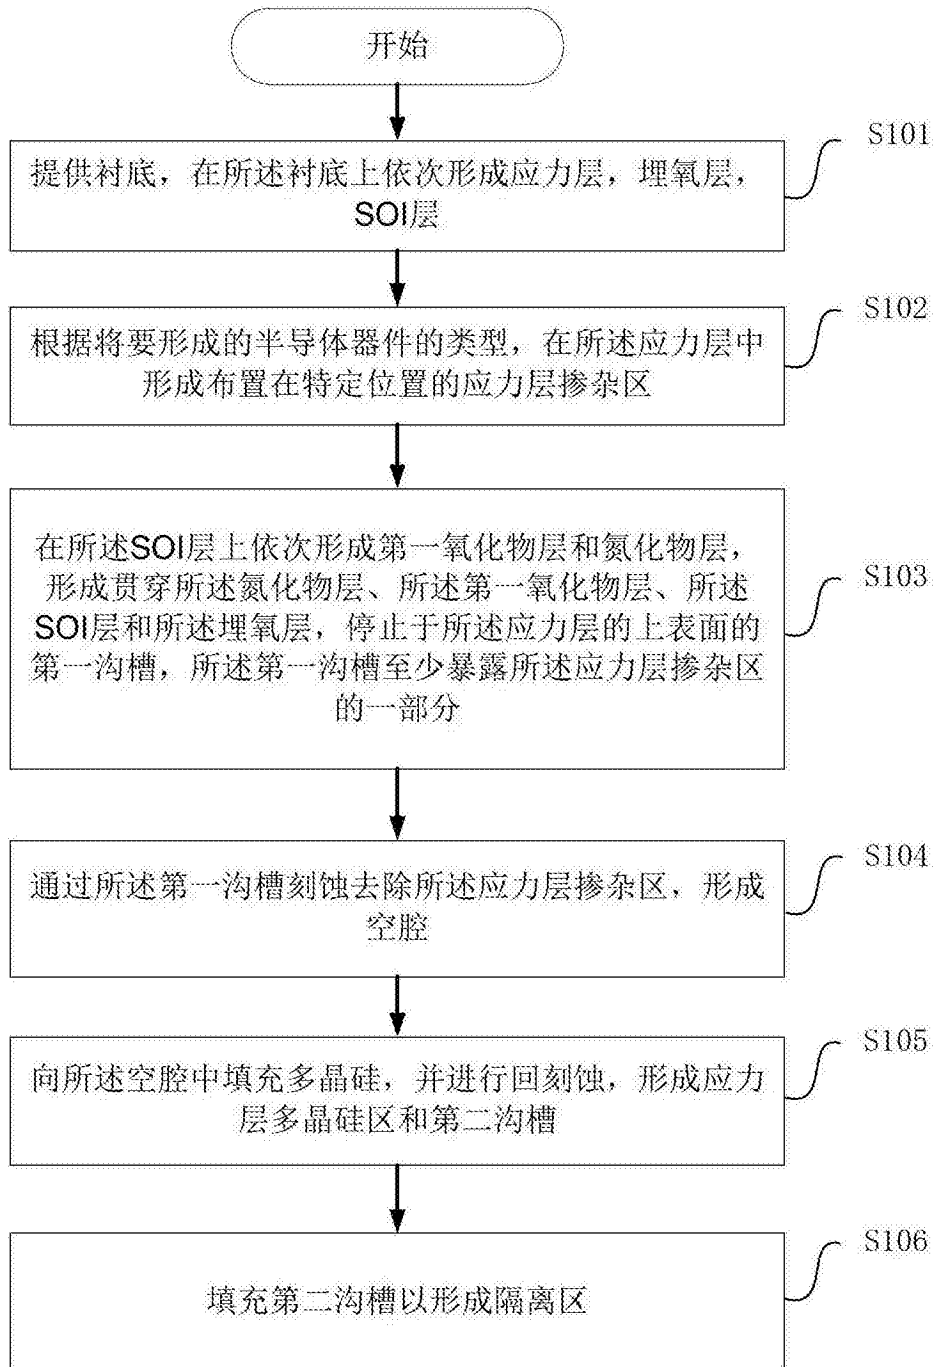 开始
S101
提供衬底，在所述衬底上依次形成应力层，埋氧层，
SOI层
S102
根据将要形成的半导体器件的类型，在所述应力层中
形成布置在特定位置的应力层掺杂区
S103
在所述SOI层上依次形成第一氧化物层和氮化物层，
形成贯穿所述氮化物层、所述第一氧化物层、所述
SOI层和所述埋氧层，停止于所述应力层的上表面的
第一沟槽，所述第一沟槽至少暴露所述应力层掺杂区
的一部分
S104
通过所述第一沟槽刻蚀去除所述应力层掺杂区，形成
空腔
S105
向所述空腔中填充多晶硅，并进行回刻蚀，形成应力
层多晶硅区和第二沟槽
S106
填充第二沟槽以形成隔离区